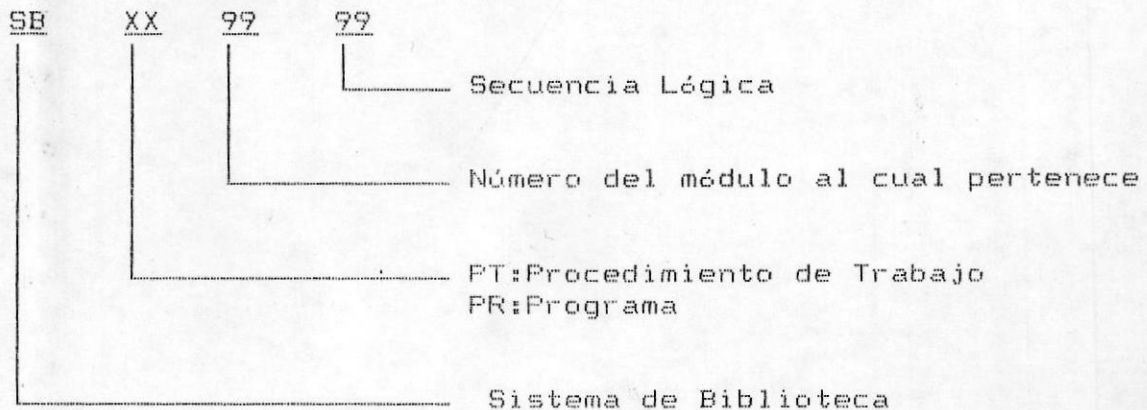 SB XX 99 99
Secuencia Lógica
Número del módulo al cual pertenece
PT:Procedimiento de Trabajo
PR:Programa
Sistema de Biblioteca